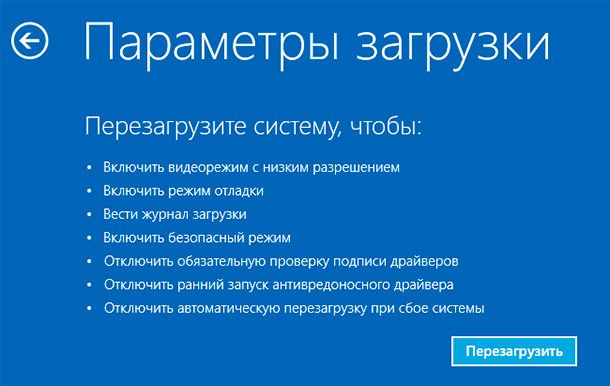 Параметры загрузки
Перезагрузите систему, чтобы:
• Включить видеорежим с низким разрешением
• Включить режим отладки
• Вести журнал загрузки
• Включить безопасный режим
• Отключить обязательную проверку подписи драйверов
• Отключить ранний запуск антивредоносного драйвера
• Отключить автоматическую перезагрузку при сбое системы
Перезагрузить